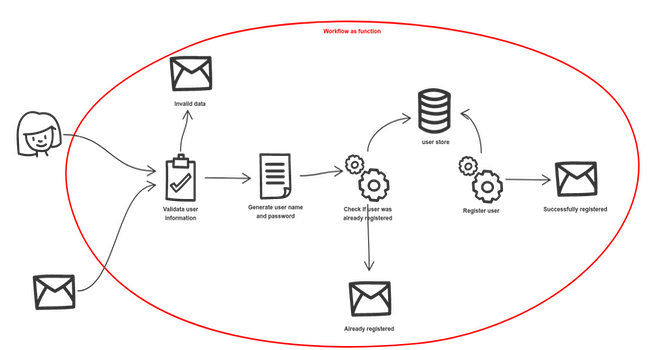 Workflow as function
Invalid data
user store
Validata user
information
Generate user name
and password
Check if user was
already registered
Register user
Successfully registered
Already registered